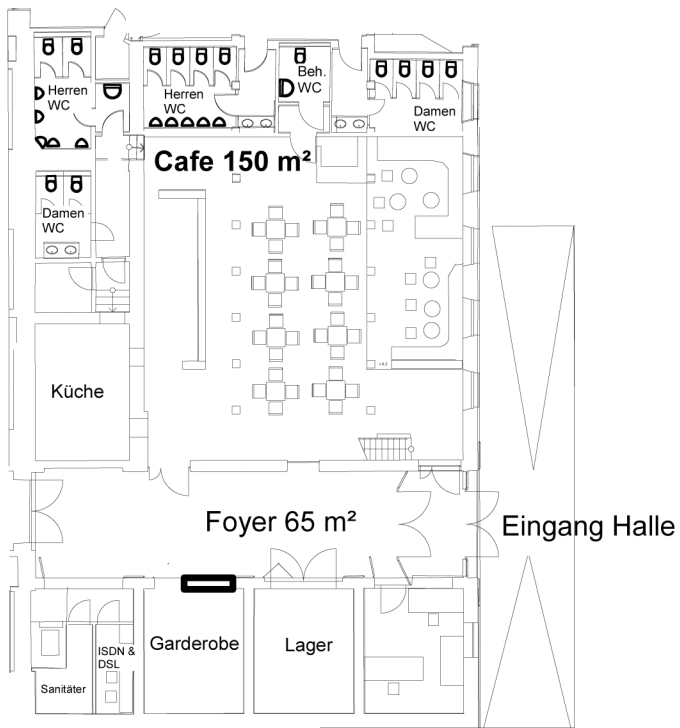 Herren
WC
Herren
WC
Beh.
WC
Damen
WC
Cafe 150 m²
Damen
WC
Küche
Foyer 65 m²
Eingang Halle
Garderobe
Lager
ISDN &
DSL
Sanitäter